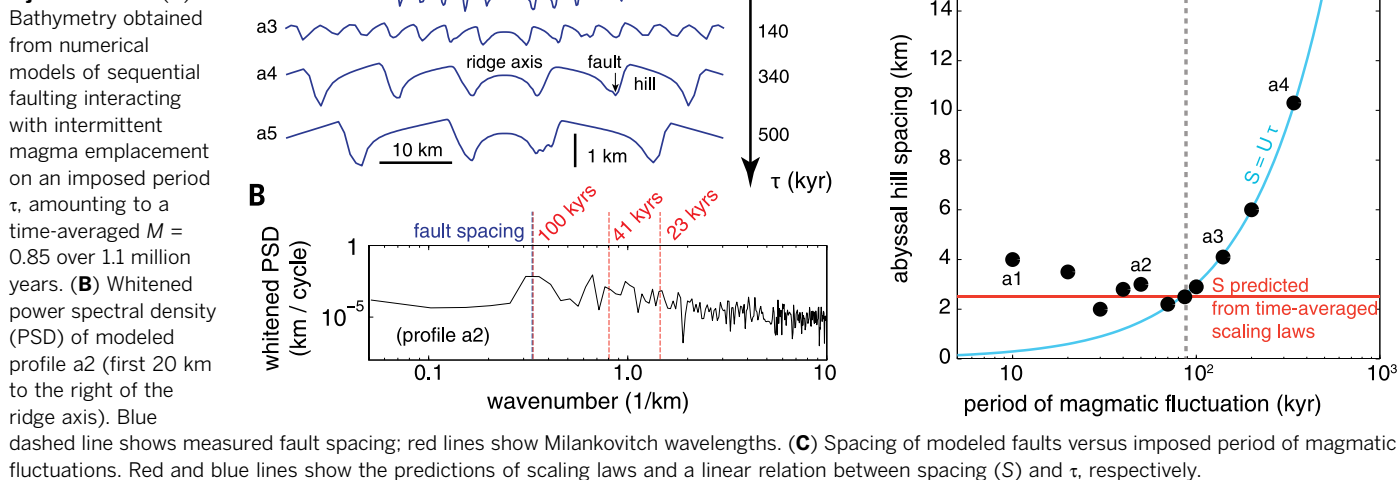 Bathymetry obtained
from numerical
models of sequential
faulting interacting
with intermittent
magma emplacement
on an imposed period
τ, amounting to a
time-averaged M =
0.85 over 1.1 million
years. (B) Whitened
power spectral density
(PSD) of modeled
profile a2 (first 20 km
to the right of the
ridge axis). Blue
dashed line shows measured fault spacing; red lines show Milankovitch wavelengths. (C) Spacing of modeled faults versus imposed period of magmatic
fluctuations. Red and blue lines show the predictions of scaling laws and a linear relation between spacing (S) and τ, respectively.
a3
140
a4
ridge axis
fault
hill
340
a5
500
10 km
1 km
τ (kyr)
B
fault spacing
100 kyrs
41 kyrs
23 kyrs
whitened PSD
(km / cycle)
1
10⁻⁵
(profile a2)
0.1
1.0
10
wavenumber (1/km)
abyssal hill spacing (km)
14
12
10
8
6
4
2
0
a1
a2
a3
a4
S = U τ
S predicted
from time-averaged
scaling laws
10
10²
10³
period of magmatic fluctuation (kyr)